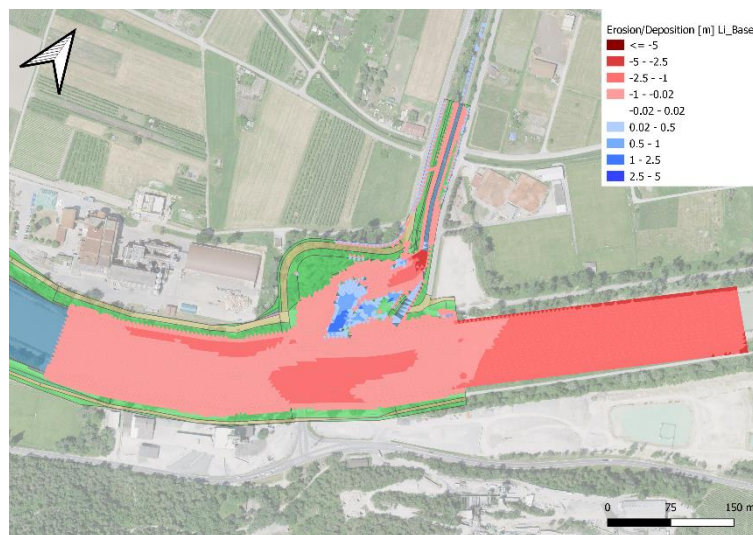 Erosion/Deposition [m] Li_Base
<= -5
-5 - -2.5
-2.5 - -1
-1 - -0.02
-0.02 - 0.02
0.02 - 0.5
0.5 - 1
1 - 2.5
2.5 - 5
0 75 150 m